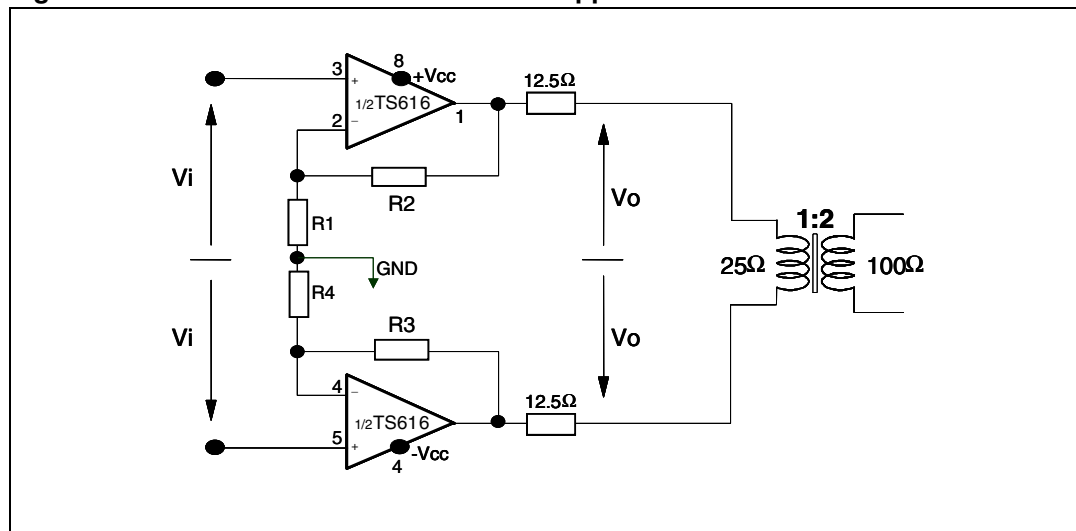 8
3
+
+Vcc
12.5Ω
1/2TS616
1
2
–
Vi
R2
Vo
R1
1:2
GND
25Ω
100Ω
R4
R3
Vi
Vo
4
–
12.5Ω
1/2TS616
5
+
-Vcc
4